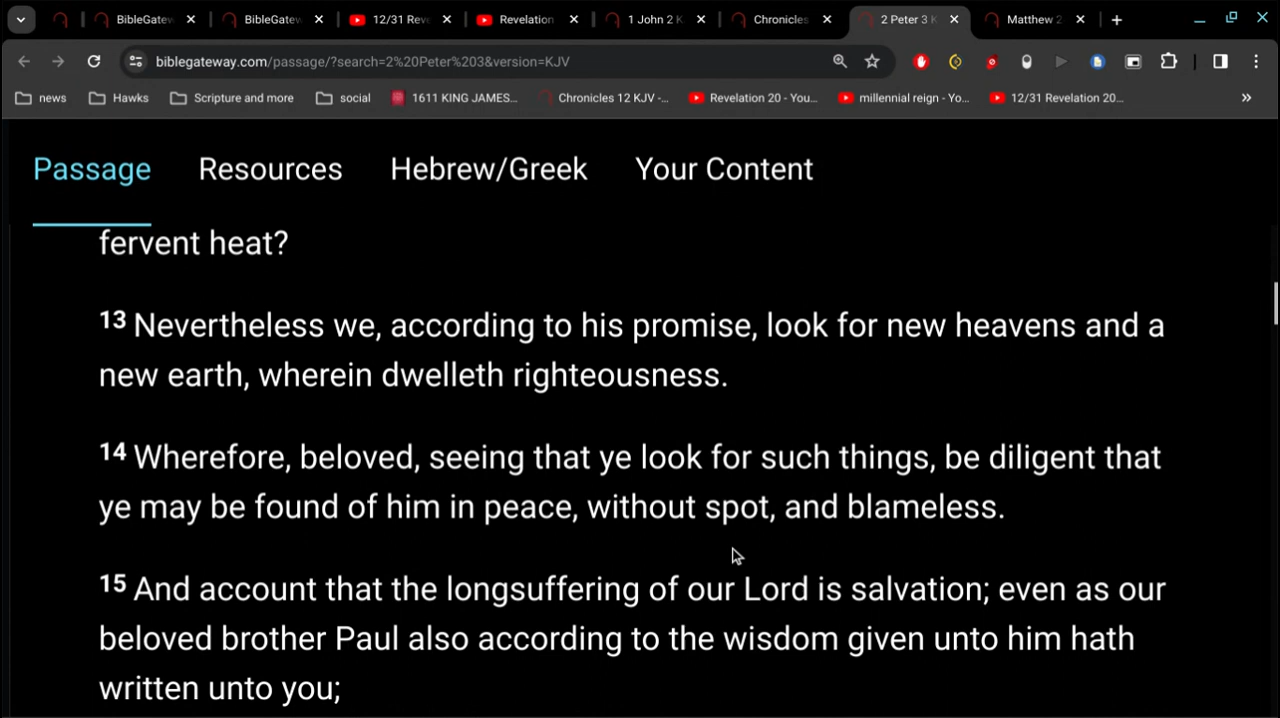 BibleGatew
BibleGatew
12/31 Rev
Revelation
1 John 2 K
Chronicles
2 Peter 3 K
Matthew 2
biblegateway.com/passage/?search=2%20Peter%203&version=KJV
news
Hawks
Scripture and more
social
1611 KING JAMES...
Chronicles 12 KJV -...
Revelation 20 - You...
millennial reign - Yo...
12/31 Revelation 20...
Passage
Resources
Hebrew/Greek
Your Content
fervent heat?
13 Nevertheless we, according to his promise, look for new heavens and a
new earth, wherein dwelleth righteousness.
14 Wherefore, beloved, seeing that ye look for such things, be diligent that
ye may be found of him in peace, without spot, and blameless.
15 And account that the longsuffering of our Lord is salvation; even as our
beloved brother Paul also according to the wisdom given unto him hath
written unto you;